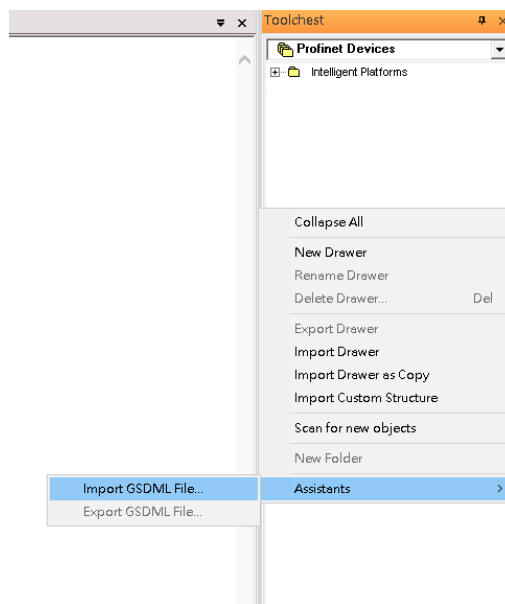 Toolchest
Profinet Devices
Intelligent Platforms
Collapse All
New Drawer
Rename Drawer
Delete Drawer... Del
Export Drawer
Import Drawer
Import Drawer as Copy
Import Custom Structure
Scan for new objects
New Folder
Import GSDML File... Assistants
Export GSDML File...